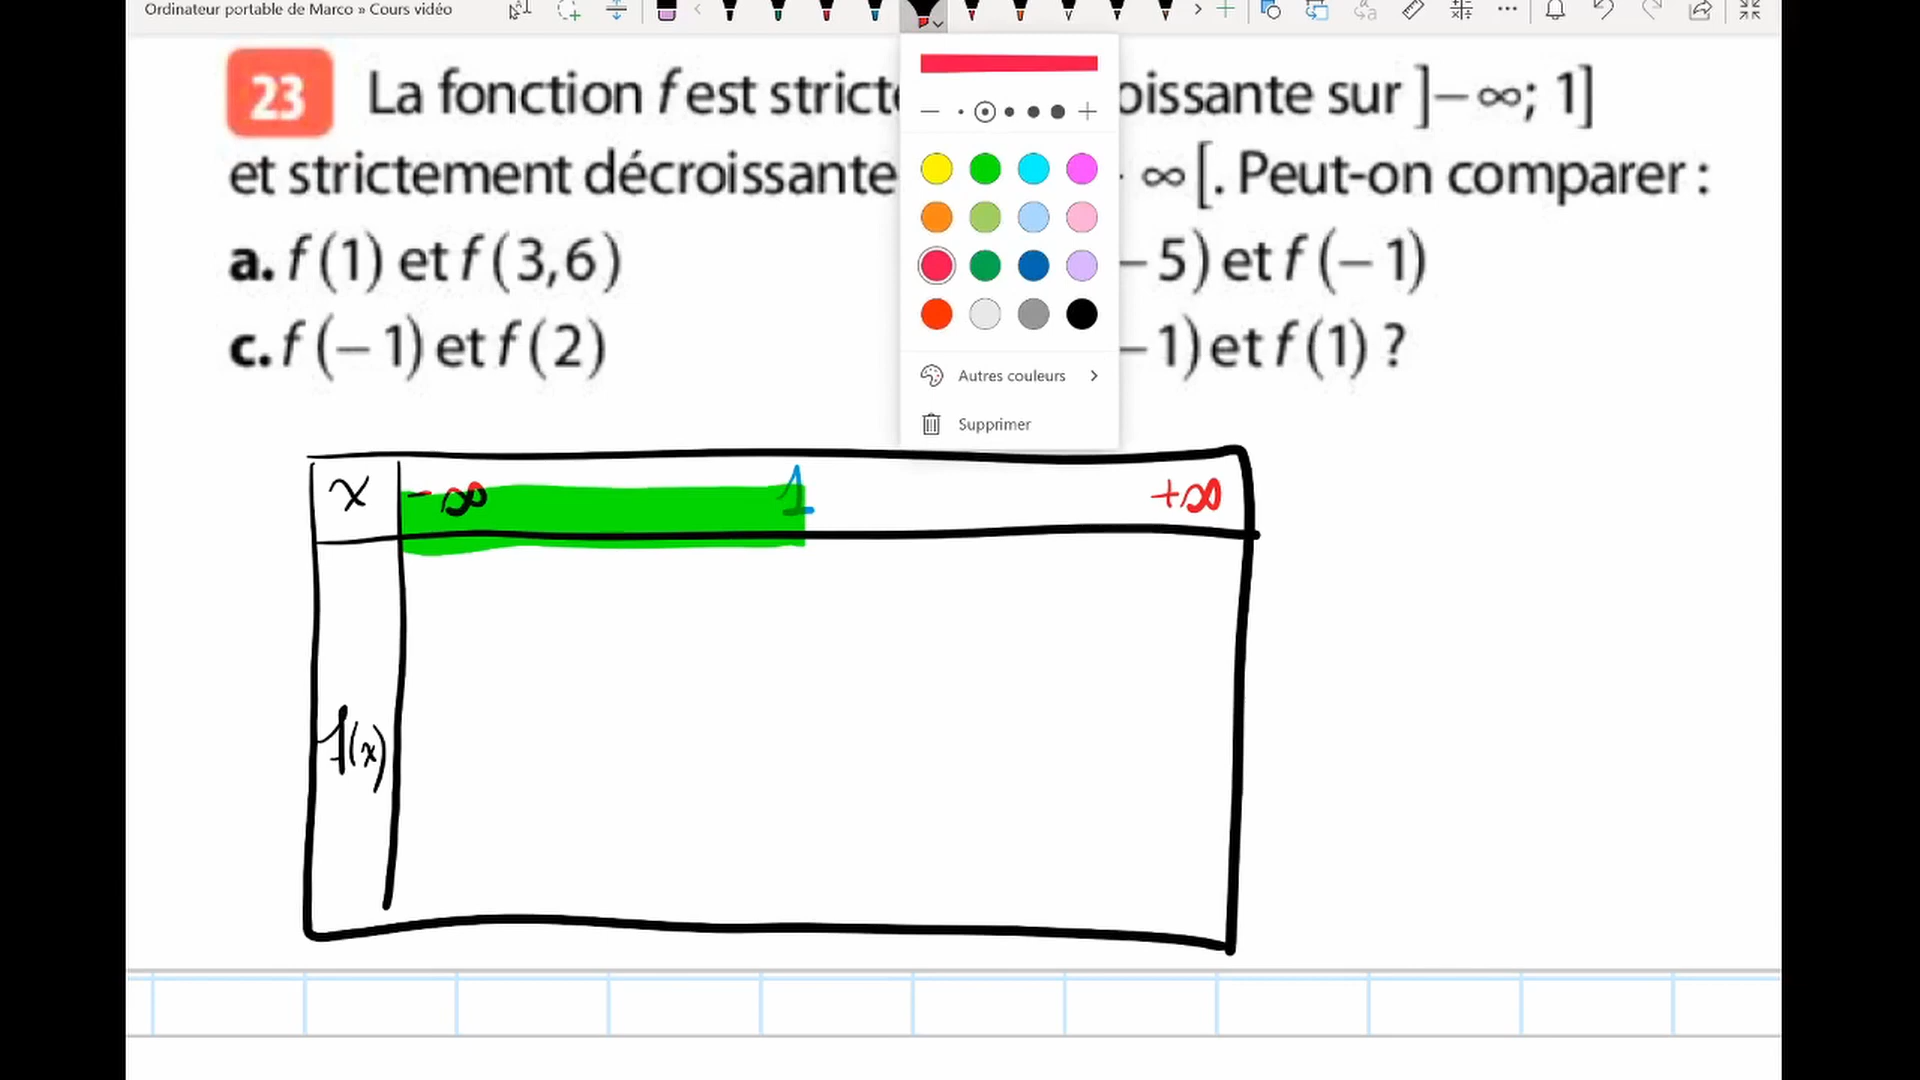 Ordinateur portable de Marco » Cours vidéo
23 La fonction f est stricte oissante sur ]−∞; 1]
et strictement décroissante ∞[. Peut-on comparer :
a. f(1) et f(3,6) −5) et f(−1)
c. f(−1) et f(2) −1) et f(1) ?
Autres couleurs
Supprimer
x −∞ 1 +∞
f(x)